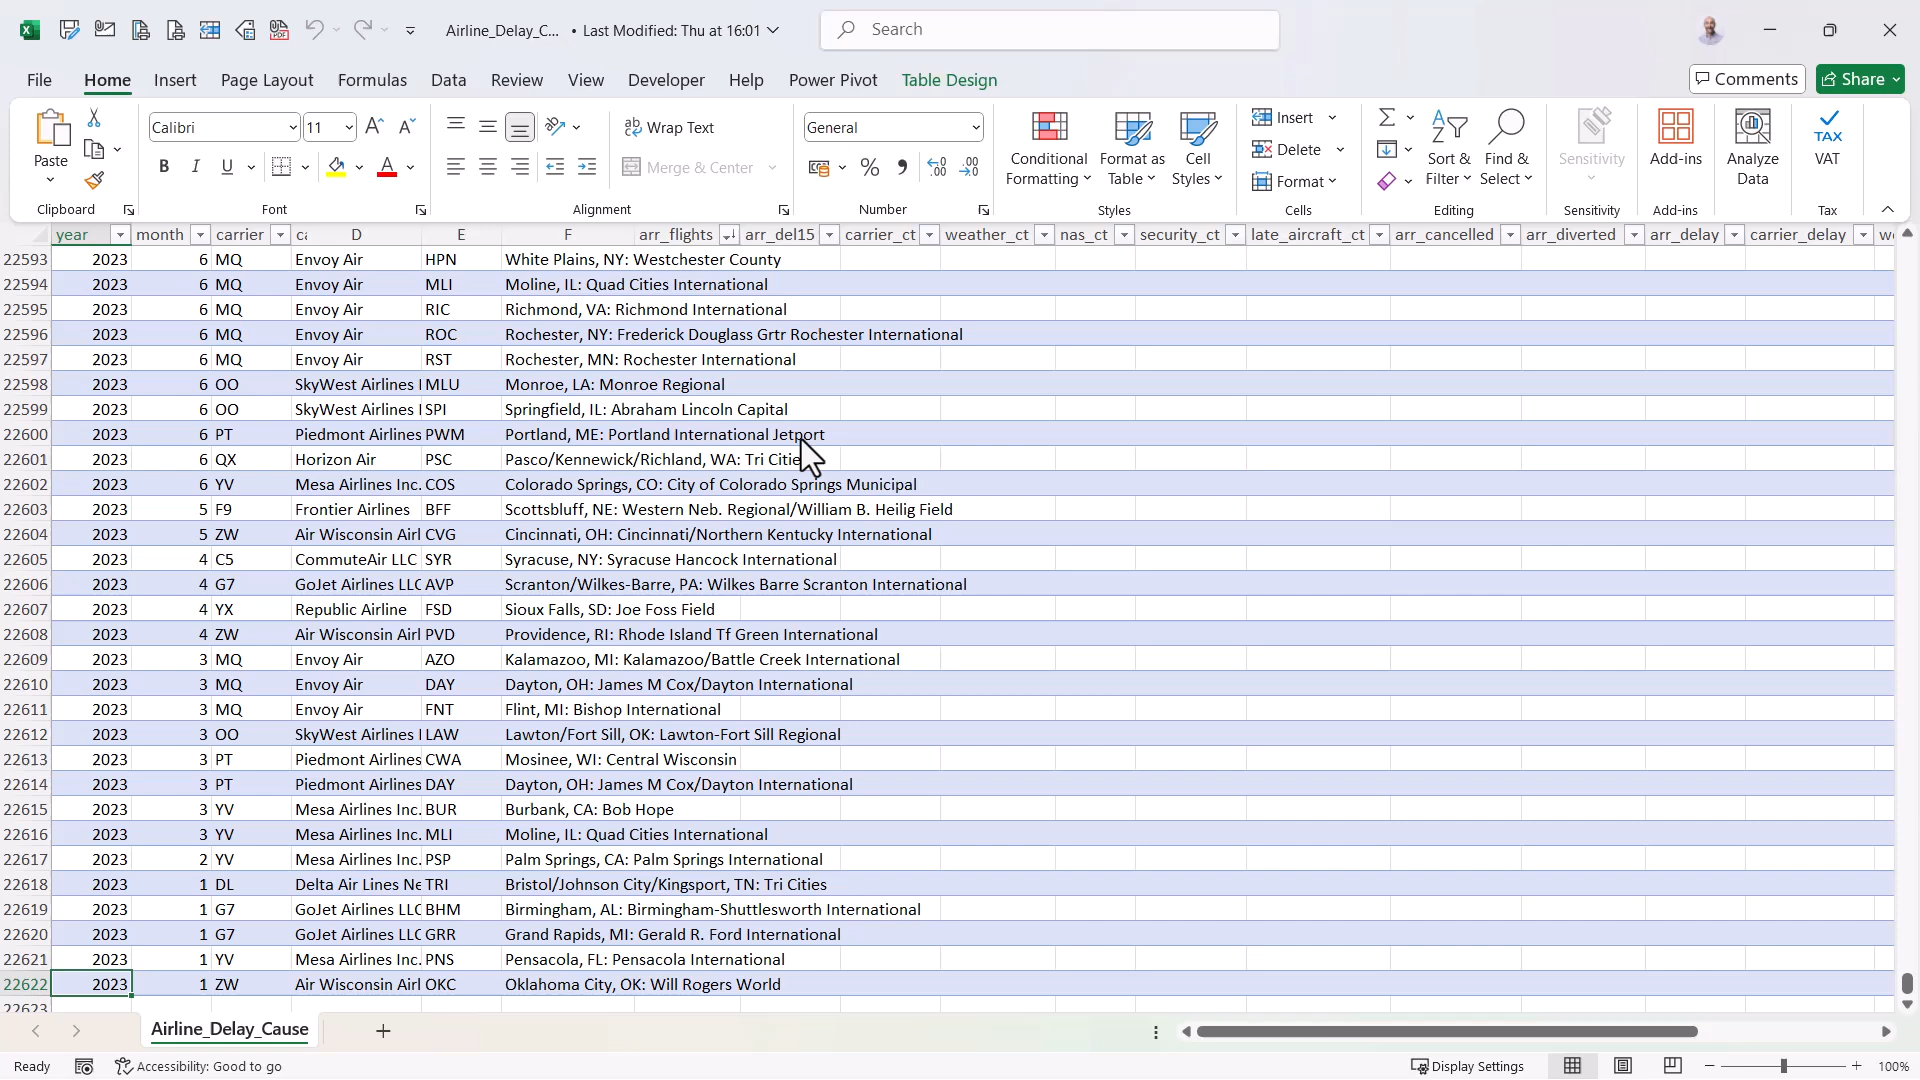 Airline_Delay_C... • Last Modified: Thu at 16:01
Search
File Home Insert Page Layout Formulas Data Review View Developer Help Power Pivot Table Design
Comments Share
Paste
Calibri 11
Wrap Text
Merge & Center
General
Conditional Formatting
Format as Table
Cell Styles
Insert
Delete
Format
Sort & Filter
Find & Select
Sensitivity
Add-ins
Analyze Data
TAX
VAT
Clipboard Font Alignment Number Styles Cells Editing Sensitivity Add-ins Tax
year month carrier ca D E F arr_flights arr_del15 carrier_ct weather_ct nas_ct security_ct late_aircraft_ct arr_cancelled arr_diverted arr_delay carrier_delay we
22593 2023 6 MQ Envoy Air HPN White Plains, NY: Westchester County
22594 2023 6 MQ Envoy Air MLI Moline, IL: Quad Cities International
22595 2023 6 MQ Envoy Air RIC Richmond, VA: Richmond International
22596 2023 6 MQ Envoy Air ROC Rochester, NY: Frederick Douglass Grtr Rochester International
22597 2023 6 MQ Envoy Air RST Rochester, MN: Rochester International
22598 2023 6 OO SkyWest Airlines I MLU Monroe, LA: Monroe Regional
22599 2023 6 OO SkyWest Airlines I SPI Springfield, IL: Abraham Lincoln Capital
22600 2023 6 PT Piedmont Airlines PWM Portland, ME: Portland International Jetport
22601 2023 6 QX Horizon Air PSC Pasco/Kennewick/Richland, WA: Tri Citie
22602 2023 6 YV Mesa Airlines Inc. COS Colorado Springs, CO: City of Colorado Springs Municipal
22603 2023 5 F9 Frontier Airlines BFF Scottsbluff, NE: Western Neb. Regional/William B. Heilig Field
22604 2023 5 ZW Air Wisconsin Airl CVG Cincinnati, OH: Cincinnati/Northern Kentucky International
22605 2023 4 C5 CommuteAir LLC SYR Syracuse, NY: Syracuse Hancock International
22606 2023 4 G7 GoJet Airlines LLC AVP Scranton/Wilkes-Barre, PA: Wilkes Barre Scranton International
22607 2023 4 YX Republic Airline FSD Sioux Falls, SD: Joe Foss Field
22608 2023 4 ZW Air Wisconsin Airl PVD Providence, RI: Rhode Island Tf Green International
22609 2023 3 MQ Envoy Air AZO Kalamazoo, MI: Kalamazoo/Battle Creek International
22610 2023 3 MQ Envoy Air DAY Dayton, OH: James M Cox/Dayton International
22611 2023 3 MQ Envoy Air FNT Flint, MI: Bishop International
22612 2023 3 OO SkyWest Airlines I LAW Lawton/Fort Sill, OK: Lawton-Fort Sill Regional
22613 2023 3 PT Piedmont Airlines CWA Mosinee, WI: Central Wisconsin
22614 2023 3 PT Piedmont Airlines DAY Dayton, OH: James M Cox/Dayton International
22615 2023 3 YV Mesa Airlines Inc. BUR Burbank, CA: Bob Hope
22616 2023 3 YV Mesa Airlines Inc. MLI Moline, IL: Quad Cities International
22617 2023 2 YV Mesa Airlines Inc. PSP Palm Springs, CA: Palm Springs International
22618 2023 1 DL Delta Air Lines Ne TRI Bristol/Johnson City/Kingsport, TN: Tri Cities
22619 2023 1 G7 GoJet Airlines LLC BHM Birmingham, AL: Birmingham-Shuttlesworth International
22620 2023 1 G7 GoJet Airlines LLC GRR Grand Rapids, MI: Gerald R. Ford International
22621 2023 1 YV Mesa Airlines Inc. PNS Pensacola, FL: Pensacola International
22622 2023 1 ZW Air Wisconsin Airl OKC Oklahoma City, OK: Will Rogers World
22623
Airline_Delay_Cause
Ready Accessibility: Good to go Display Settings 100%